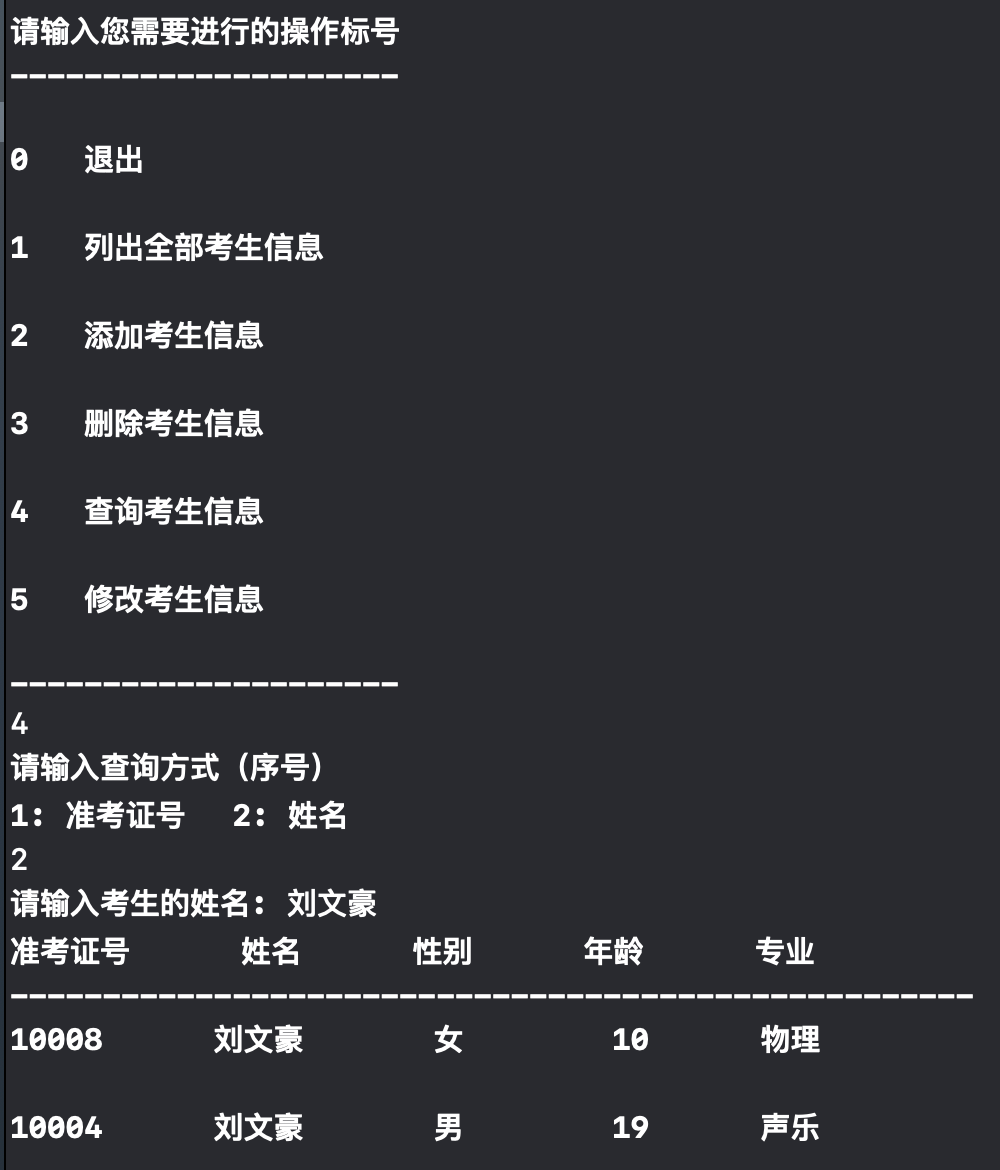 请输入您需要进行的操作标号
---------------------
0   退出
1   列出全部考生信息
2   添加考生信息
3   删除考生信息
4   查询考生信息
5   修改考生信息
---------------------
4
请输入查询方式（序号）
1: 准考证号   2: 姓名
2
请输入考生的姓名: 刘文豪
准考证号      姓名      性别      年龄      专业
----------------------------------------------------
10008      刘文豪      女      10      物理
10004      刘文豪      男      19      声乐